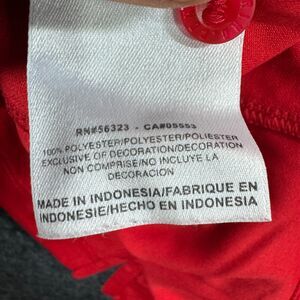 RN#56323 - CA#05553
100% POLYESTER/POLYESTER/POLIESTER
EXCLUSIVE OF DECORATION/DECORATION
NON COMPRISE/NO INCLUYE LA
DECORACION
MADE IN INDONESIA/FABRIQUE EN
INDONESIE/HECHO EN INDONESIA